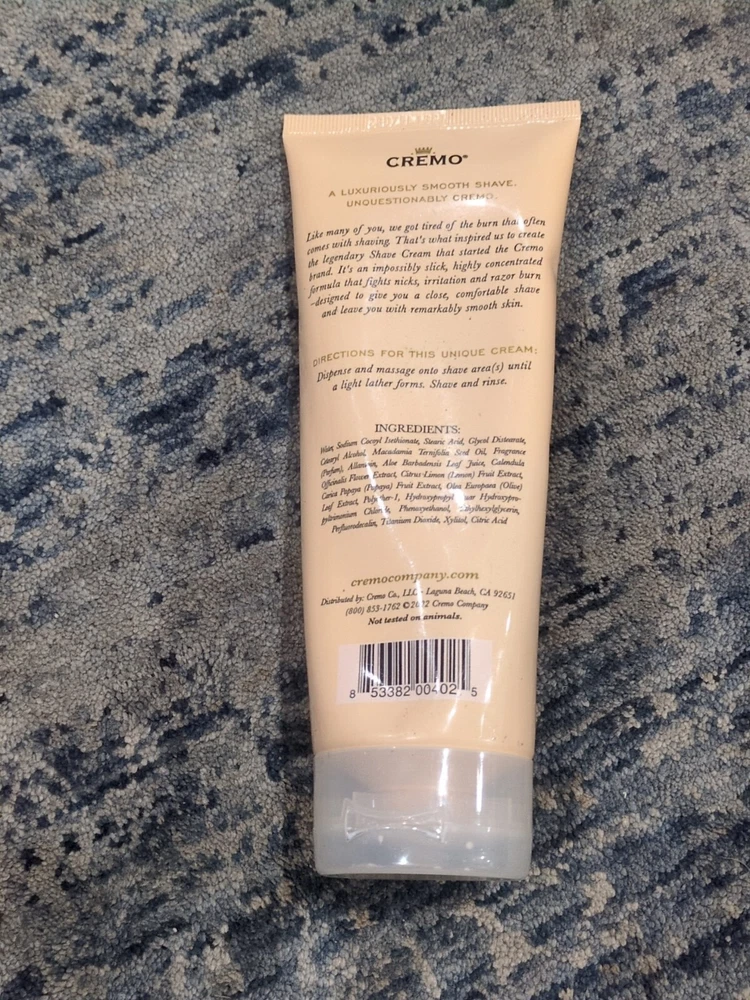 CREMO®
A LUXURIOUSLY SMOOTH SHAVE.
UNQUESTIONABLY CREMO.
Like many of you, we got tired of the burn that often
comes with shaving. That's what inspired us to create
the legendary Shave Cream that started the Cremo
brand. It's an impossibly slick, highly concentrated
formula that fights nicks, irritation and razor burn
–designed to give you a close, comfortable shave
and leave you with remarkably smooth skin.
DIRECTIONS FOR THIS UNIQUE CREAM:
Dispense and massage onto shave area(s) until
a light lather forms. Shave and rinse.
INGREDIENTS:
Water, Sodium Cocoyl Isethionate, Stearic Acid, Glycol Distearate,
Cetearyl Alcohol, Macadamia Ternifolia Seed Oil, Fragrance
(Parfum), Allantoin, Aloe Barbadensis Leaf Juice, Calendula
Officinalis Flower Extract, Citrus Limon (Lemon) Fruit Extract,
Carica Papaya (Papaya) Fruit Extract, Olea Europaea (Olive)
Leaf Extract, Polyether-1, Hydroxypropyl Guar Hydroxypro-
pyltrimonium Chloride, Phenoxyethanol, Ethylhexylglycerin,
Perfluorodecalin, Titanium Dioxide, Xylitol, Citric Acid
cremocompany.com
Distributed by: Cremo Co., LLC · Laguna Beach, CA 92651
(800) 853-1762 ©2022 Cremo Company
Not tested on animals.
8 53382 00402 5